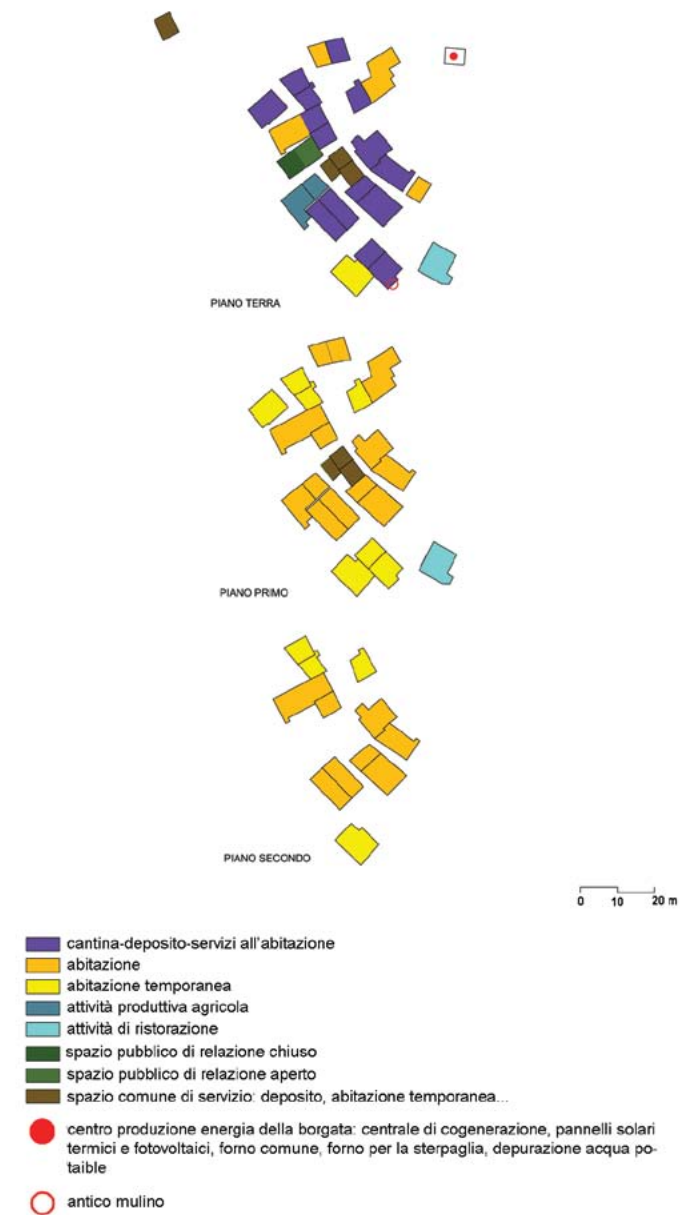 PIANO TERRA
PIANO PRIMO
PIANO SECONDO
0 10 20 m
cantina-deposito-servizi all'abitazione
abitazione
abitazione temporanea
attività produttiva agricola
attività di ristorazione
spazio pubblico di relazione chiuso
spazio pubblico di relazione aperto
spazio comune di servizio: deposito, abitazione temporanea...
centro produzione energia della borgata: centrale di cogenerazione, pannelli solari
termici e fotovoltaici, forno comune, forno per la sterpaglia, depurazione acqua po-
taible
antico mulino